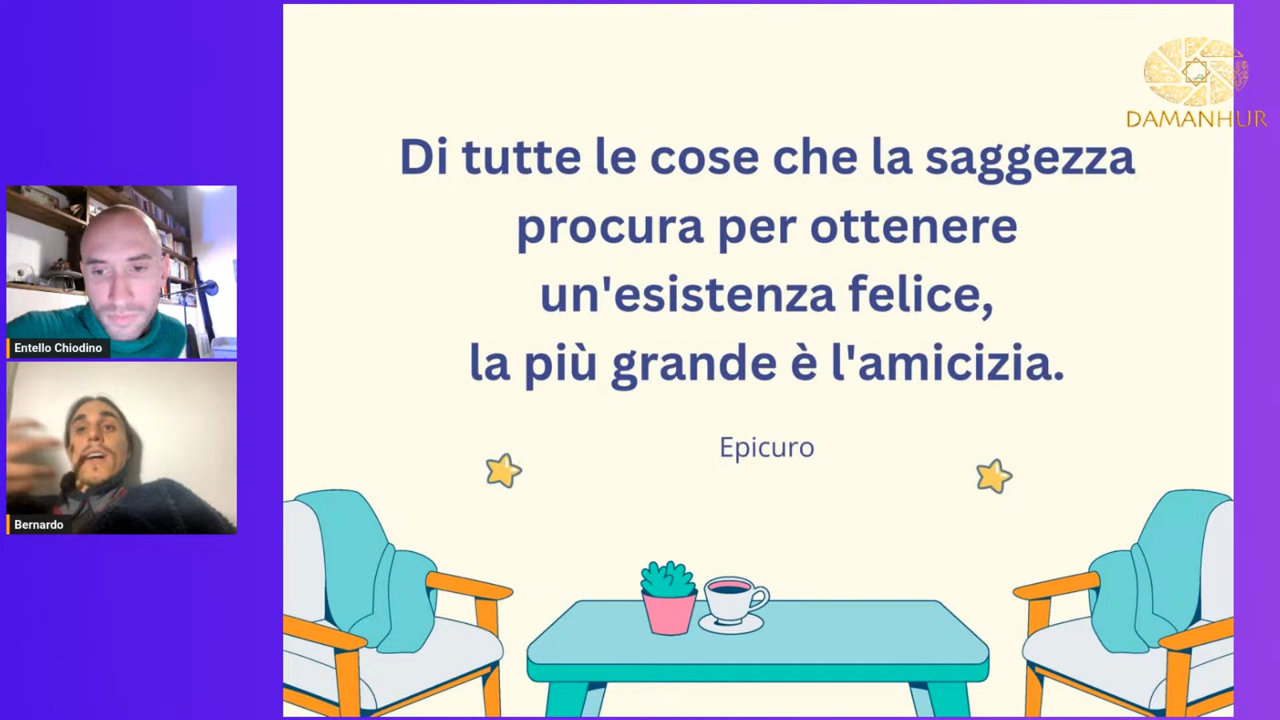 DAMANHUR
Di tutte le cose che la saggezza
procura per ottenere
un'esistenza felice,
la più grande è l'amicizia.
Epicuro
Entello Chiodino
Bernardo